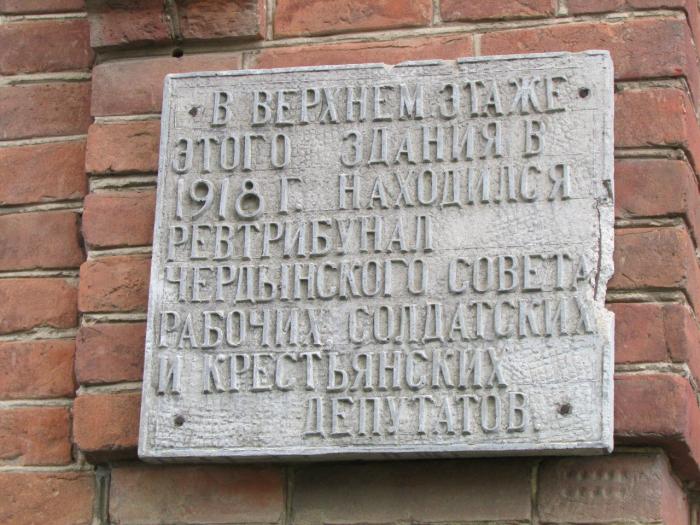 В ВЕРХНЕМ ЭТАЖЕ
ЭТОГО ЗДАНИЯ В
1918 Г. НАХОДИЛСЯ
РЕВТРИБУНАЛ
ЧЕРДЫНСКОГО СОВЕТА
РАБОЧИХ СОЛДАТСКИХ
И КРЕСТЬЯНСКИХ
ДЕПУТАТОВ.